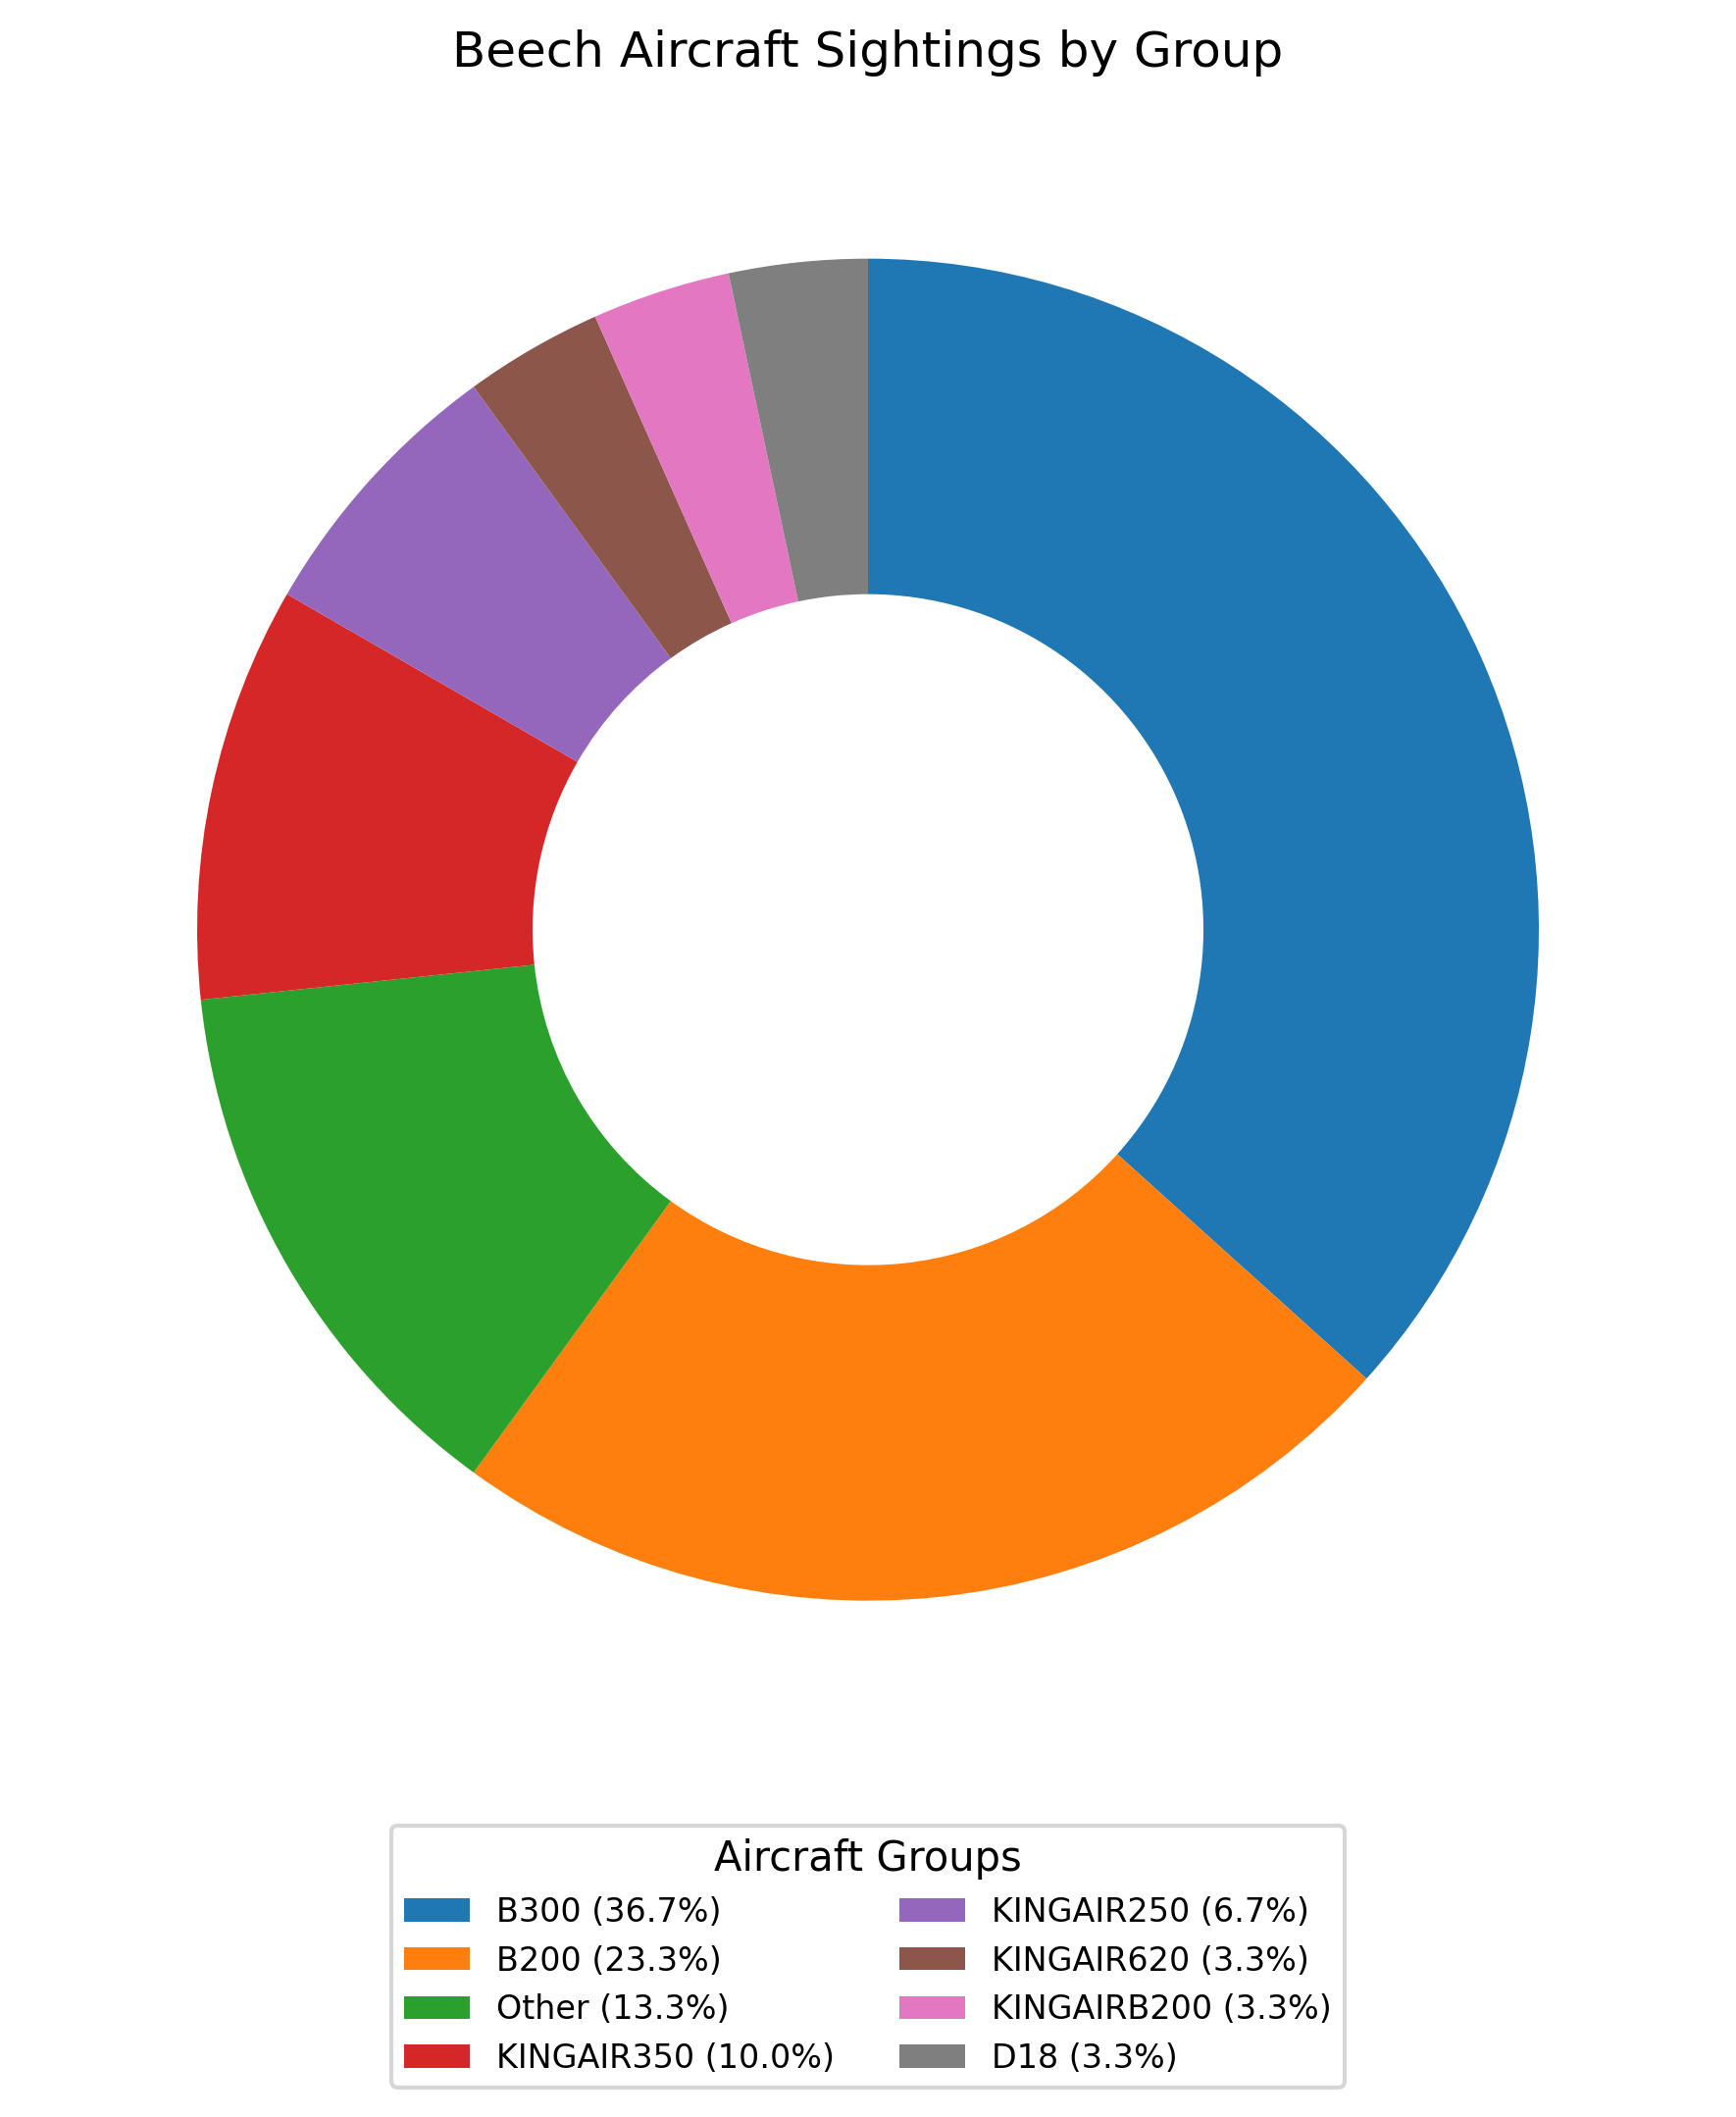 Beech Aircraft Sightings by Group
Aircraft Groups
B300 (36.7%)
B200 (23.3%)
Other (13.3%)
KINGAIR350 (10.0%)
KINGAIR250 (6.7%)
KINGAIR620 (3.3%)
KINGAIRB200 (3.3%)
D18 (3.3%)